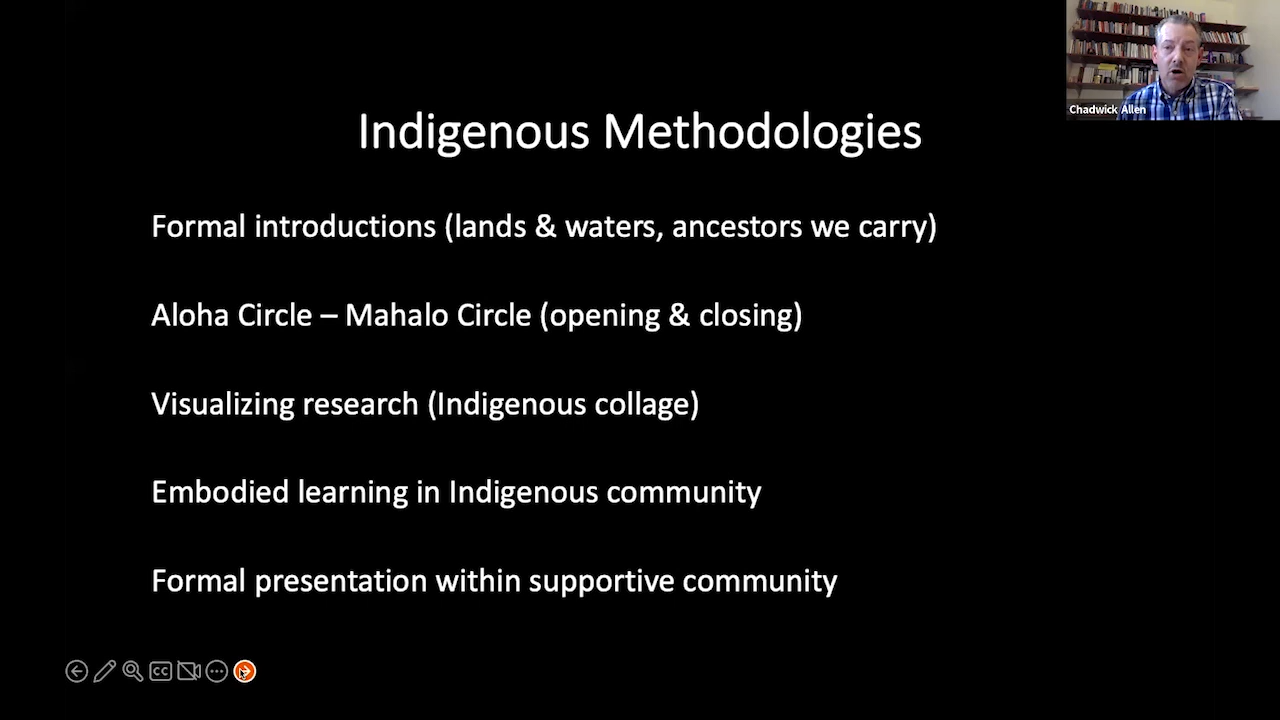 Chadwick Allen
Indigenous Methodologies
Formal introductions (lands & waters, ancestors we carry)
Aloha Circle – Mahalo Circle (opening & closing)
Visualizing research (Indigenous collage)
Embodied learning in Indigenous community
Formal presentation within supportive community
CC